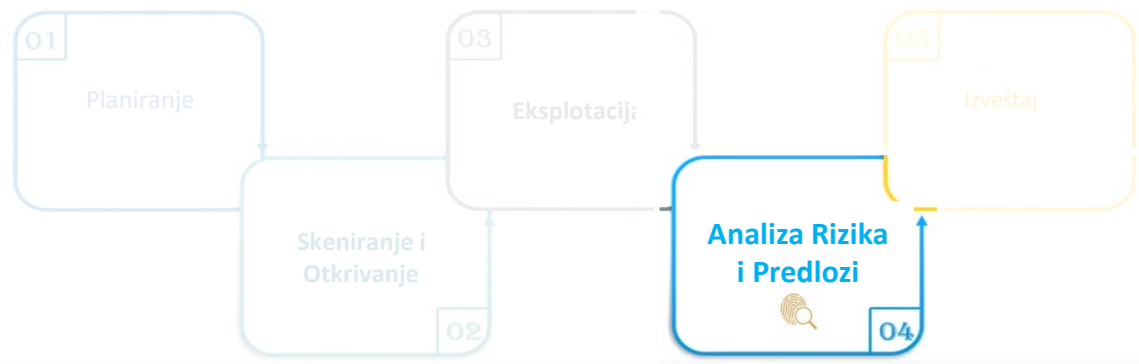 01
Planiranje
Skeniranje i
Otkrivanje
02
03
Eksplotacija
Analiza Rizika
i Predlozi
04
05
Izveštaj